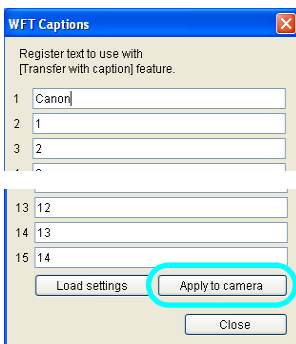 WFT Captions
Register text to use with
[Transfer with caption] feature.
1 Canon
2 1
3 2
13 12
14 13
15 14
Load settings Apply to camera
Close